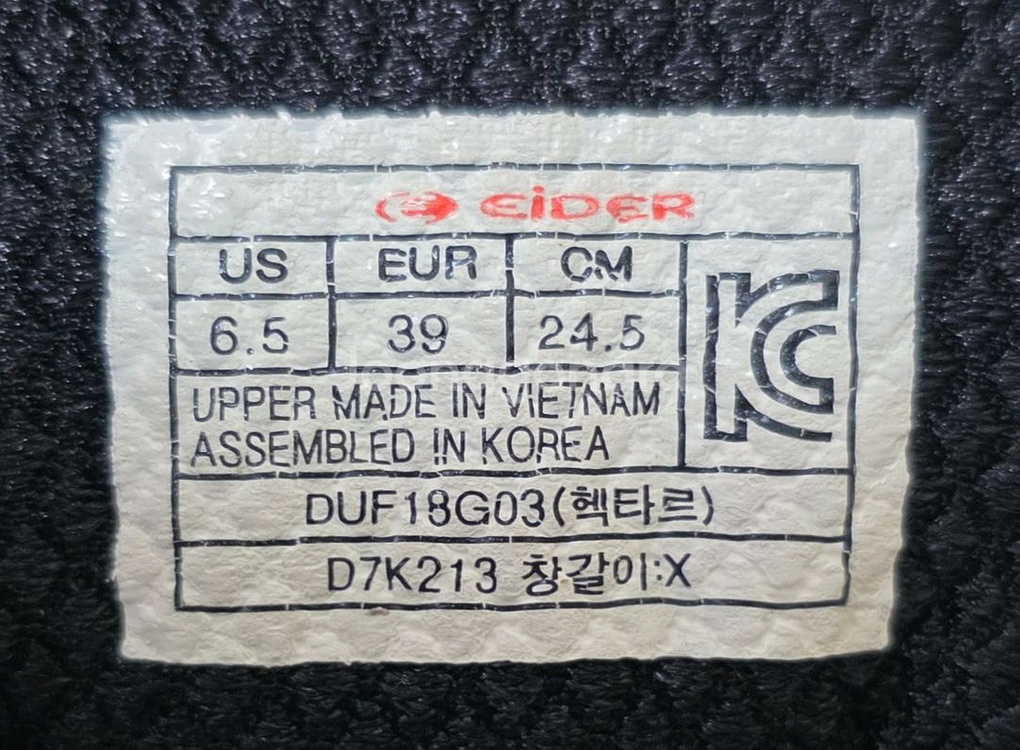 EiDER
US EUR CM
6.5 39 24.5
KC
UPPER MADE IN VIETNAM
ASSEMBLED IN KOREA
DUF18G03(헥타르)
D7K213 창갈이:X